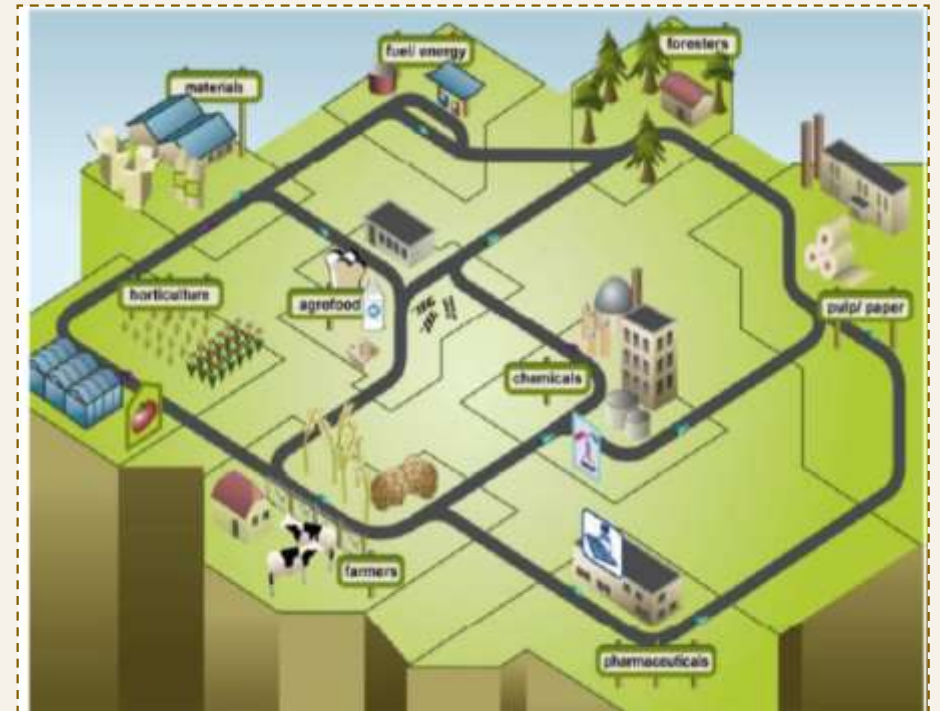 fuel/ energy
foresters
materials
horticulture
agrofood
pulp/ paper
chemicals
farmers
pharmaceuticals